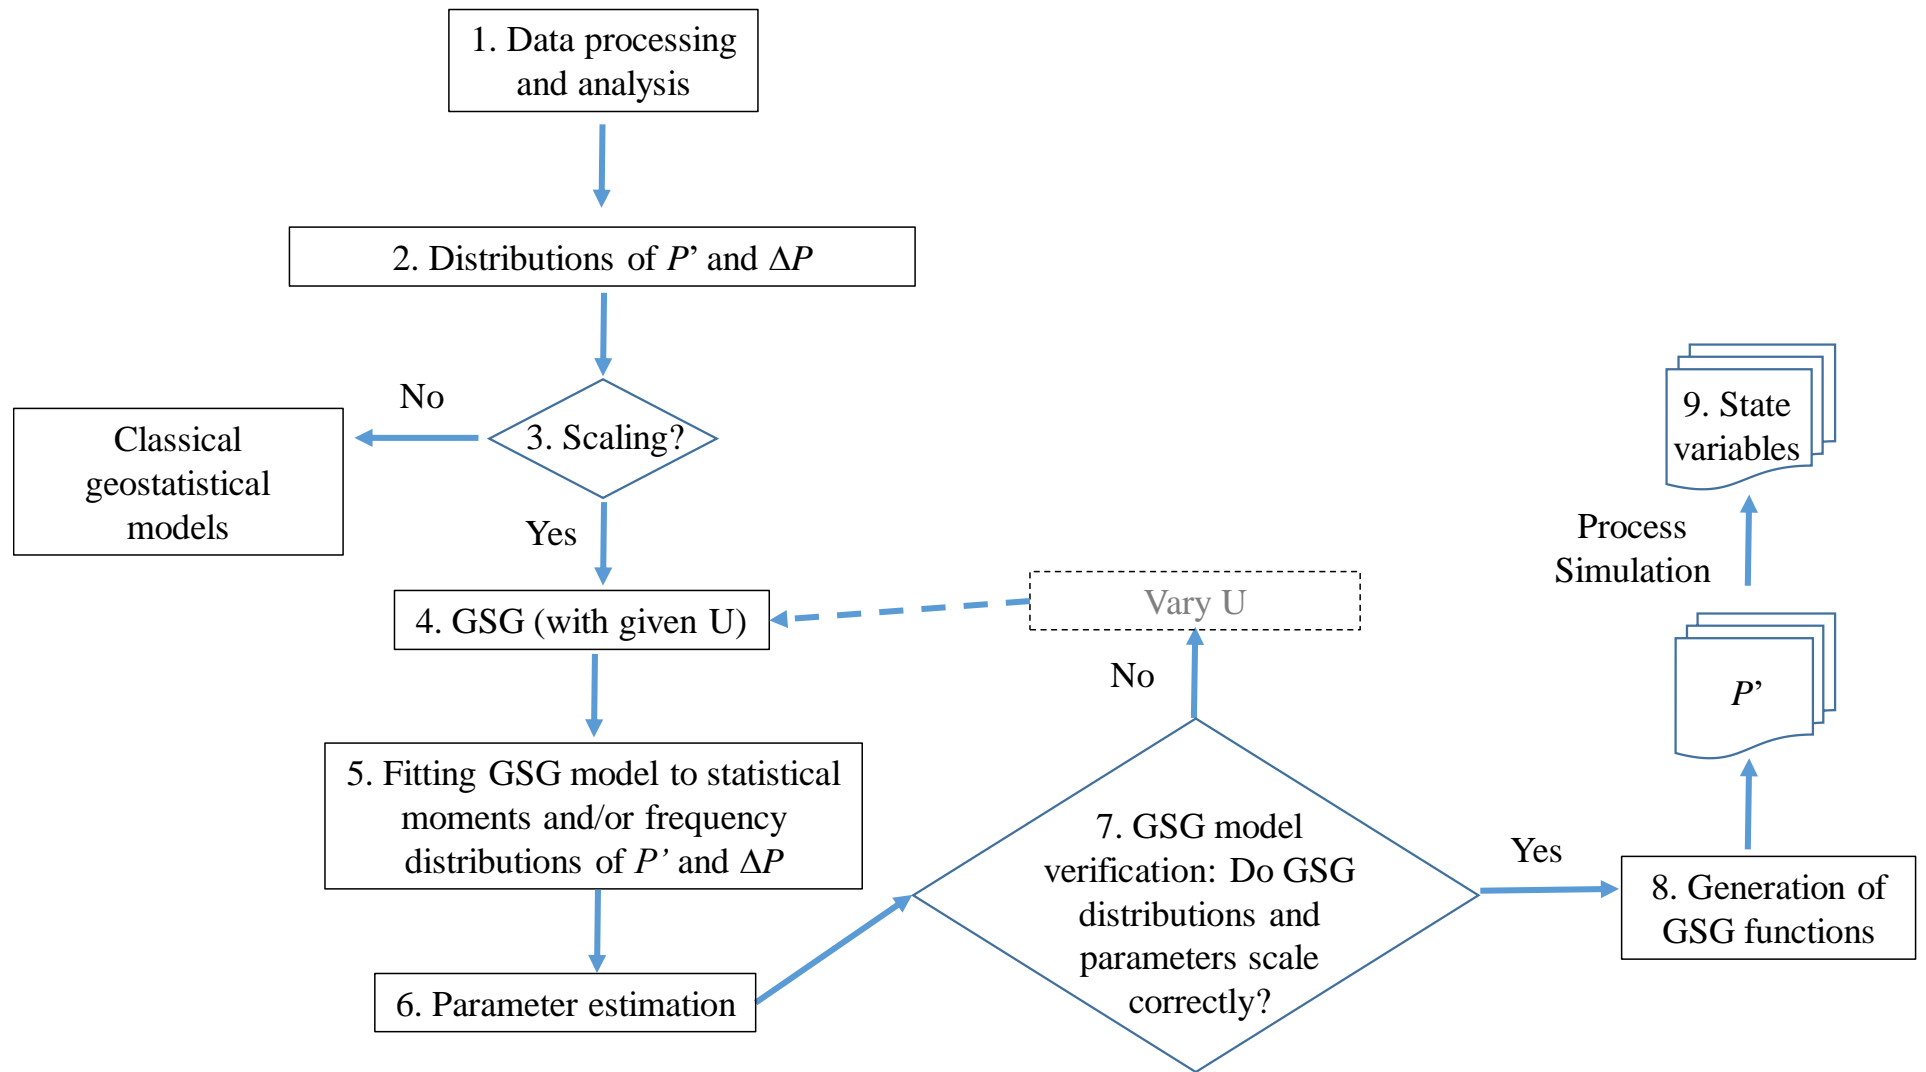 1. Data processing
and analysis
2. Distributions of P’ and ΔP
3. Scaling?
No
Classical
geostatistical
models
Yes
4. GSG (with given U)
5. Fitting GSG model to statistical
moments and/or frequency
distributions of P’ and ΔP
6. Parameter estimation
7. GSG model
verification: Do GSG
distributions and
parameters scale
correctly?
No
Vary U
Yes
8. Generation of
GSG functions
P’
Process
Simulation
9. State
variables